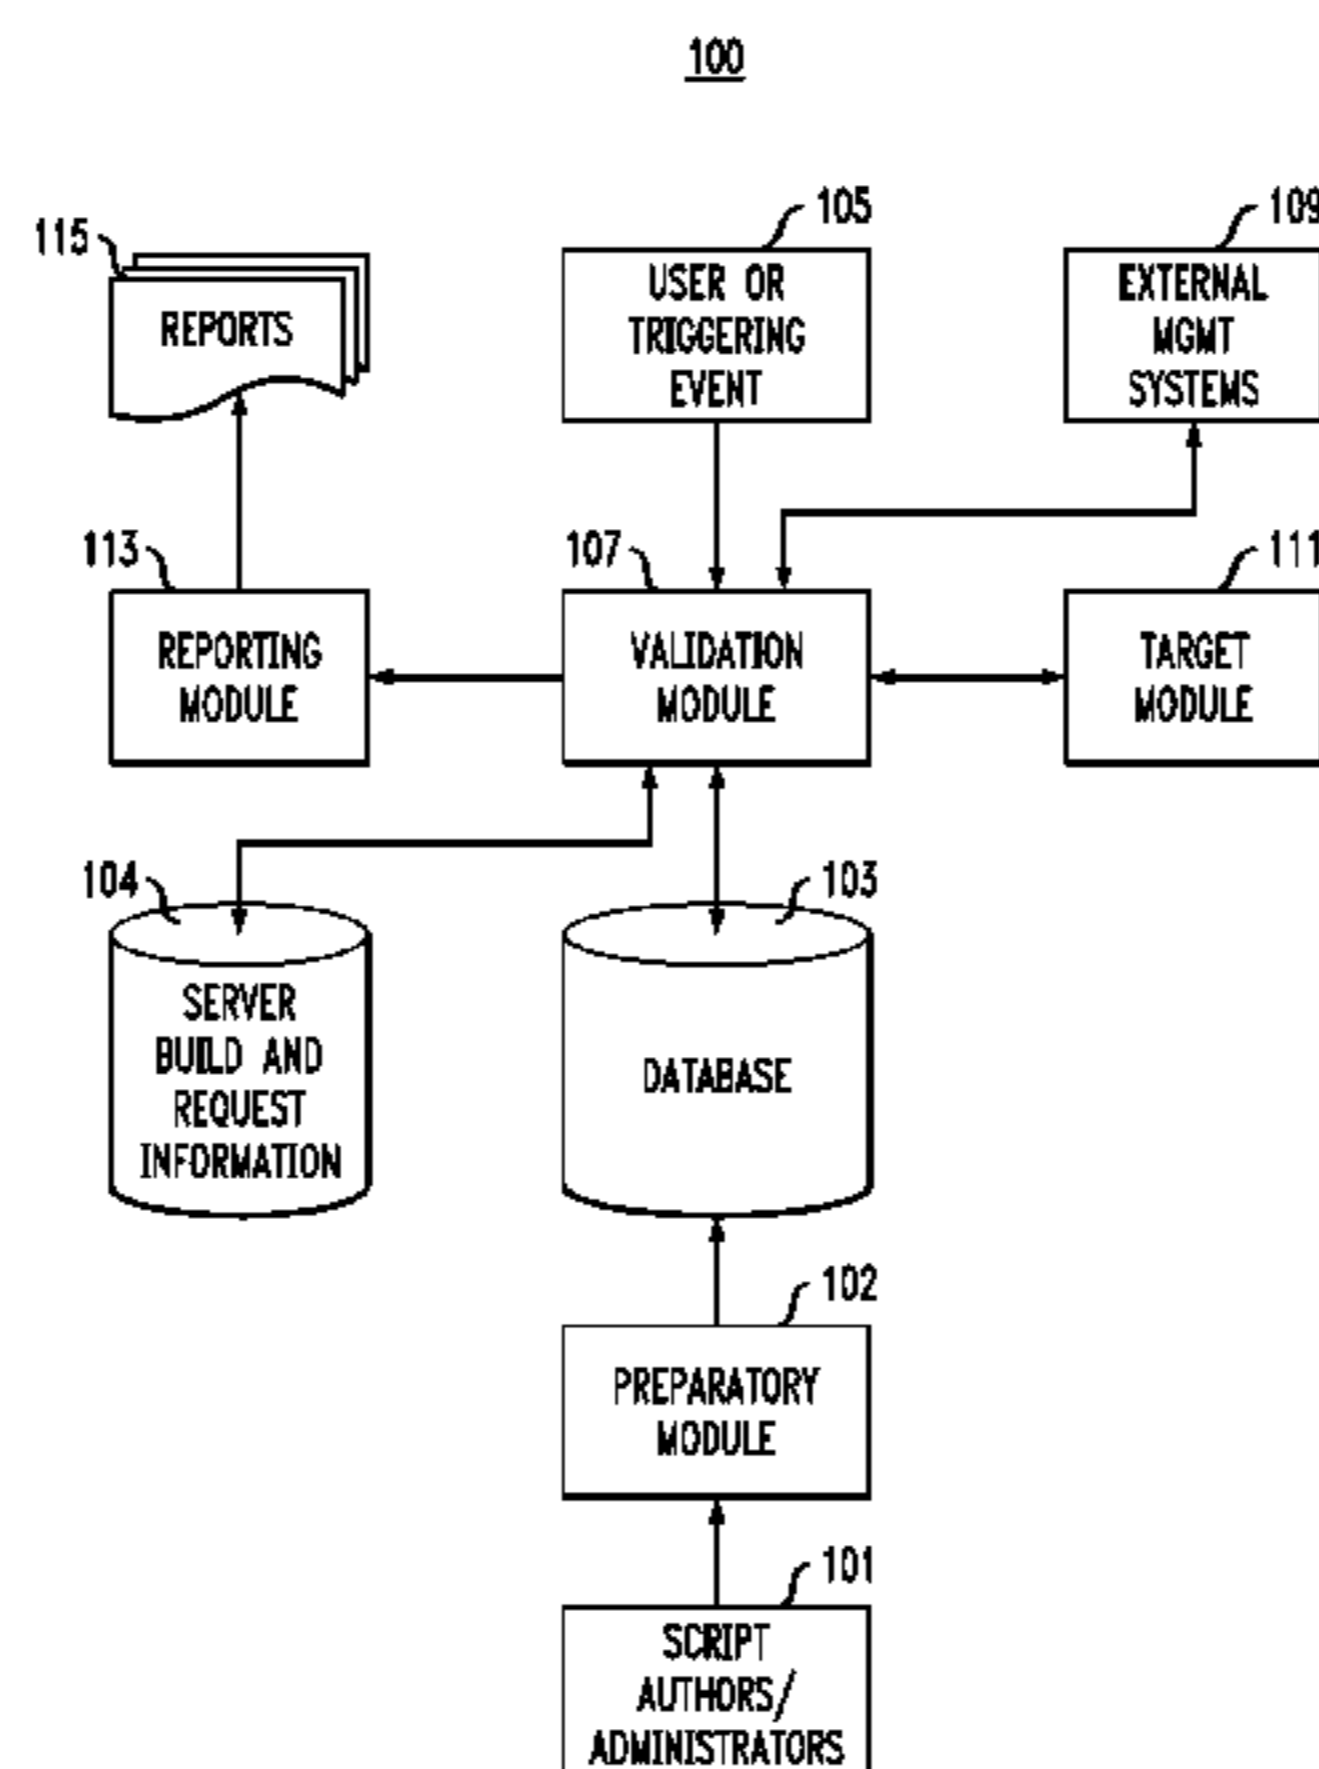 100
115
REPORTS
105
USER OR
TRIGGERING
EVENT
109
EXTERNAL
MGMT
SYSTEMS
113
REPORTING
MODULE
107
VALIDATION
MODULE
111
TARGET
MODULE
104
SERVER
BUILD AND
REQUEST
INFORMATION
103
DATABASE
102
PREPARATORY
MODULE
101
SCRIPT
AUTHORS/
ADMINISTRATORS